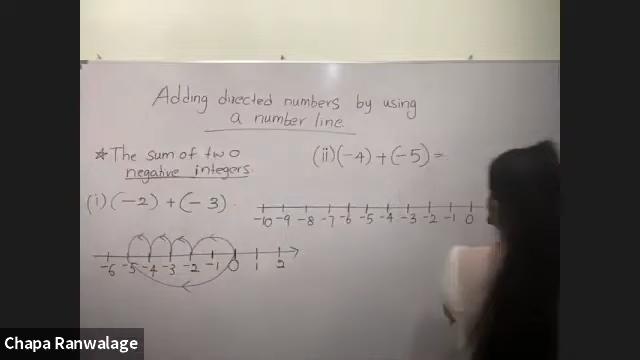 Adding directed numbers by using
a number line.
* The sum of two
negative integers.
(i) (-2) + (-3).
-6 -5 -4 -3 -2 -1 0 1 2
(ii) (-4) + (-5) =
-10 -9 -8 -7 -6 -5 -4 -3 -2 -1 0
Chapa Ranwalage